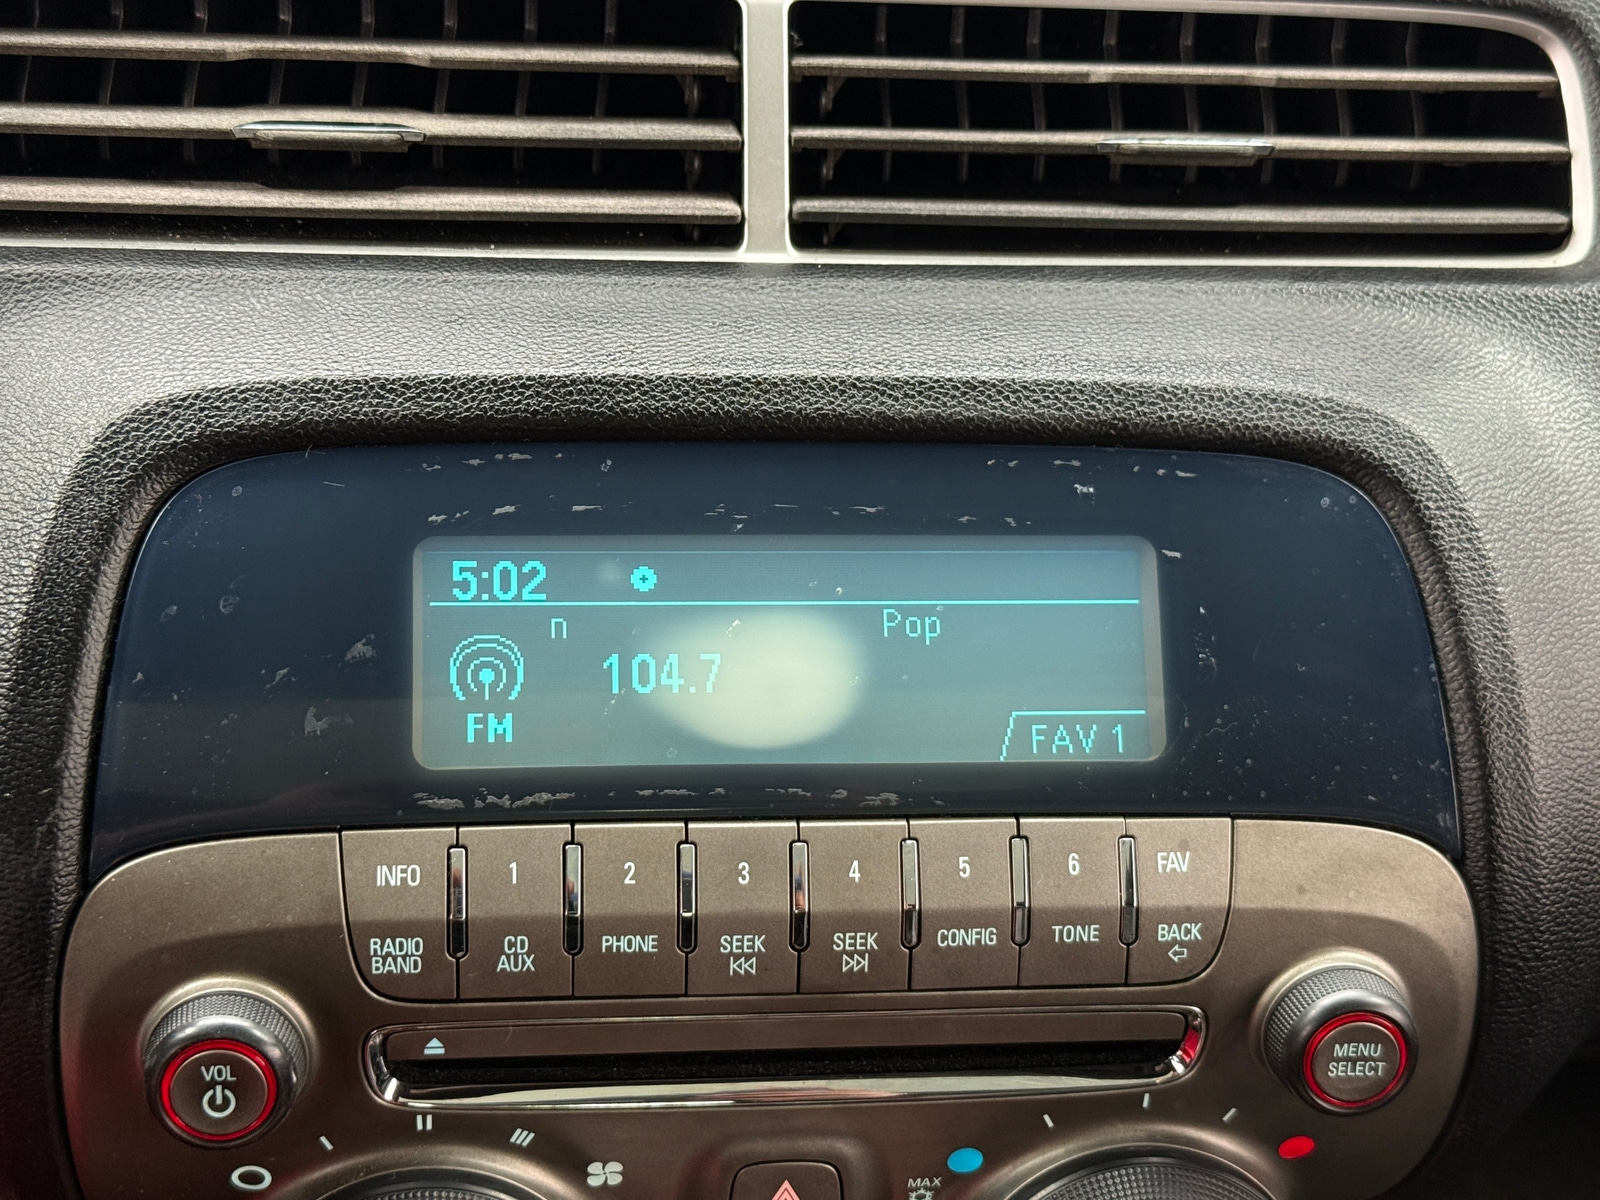 5:02
n Pop
104.7
FM
FAV 1
INFO 1 2 3 4 5 6 FAV
RADIO BAND CD AUX PHONE SEEK SEEK CONFIG TONE BACK
VOL
MENU
SELECT
MAX